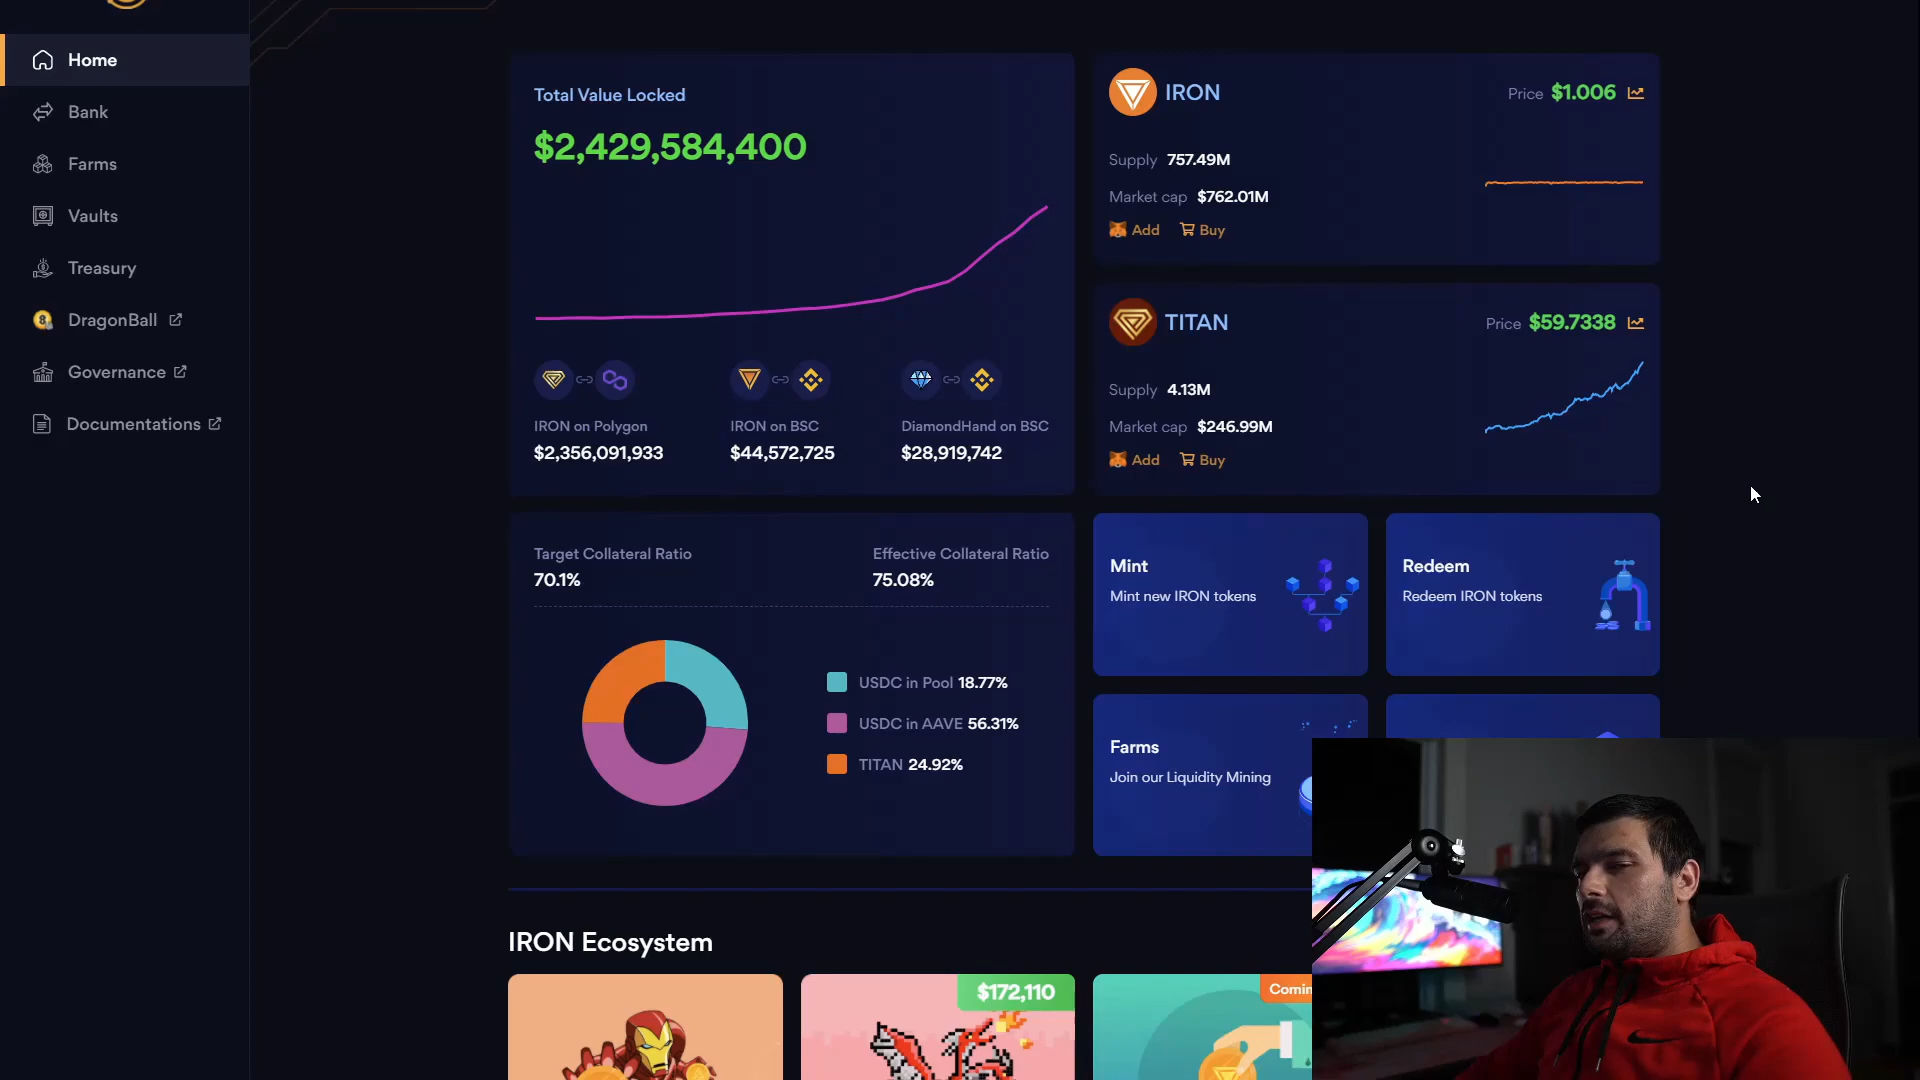 Home
Bank
Farms
Vaults
Treasury
DragonBall
Governance
Documentations
Total Value Locked
$2,429,584,400
IRON on Polygon
$2,356,091,933
IRON on BSC
$44,572,725
DiamondHand on BSC
$28,919,742
IRON
Price $1.006
Supply 757.49M
Market cap $762.01M
Add Buy
TITAN
Price $59.7338
Supply 4.13M
Market cap $246.99M
Add Buy
Target Collateral Ratio
70.1%
Effective Collateral Ratio
75.08%
USDC in Pool 18.77%
USDC in AAVE 56.31%
TITAN 24.92%
Mint
Mint new IRON tokens
Redeem
Redeem IRON tokens
Farms
Join our Liquidity Mining
IRON Ecosystem
$172,110
Comin